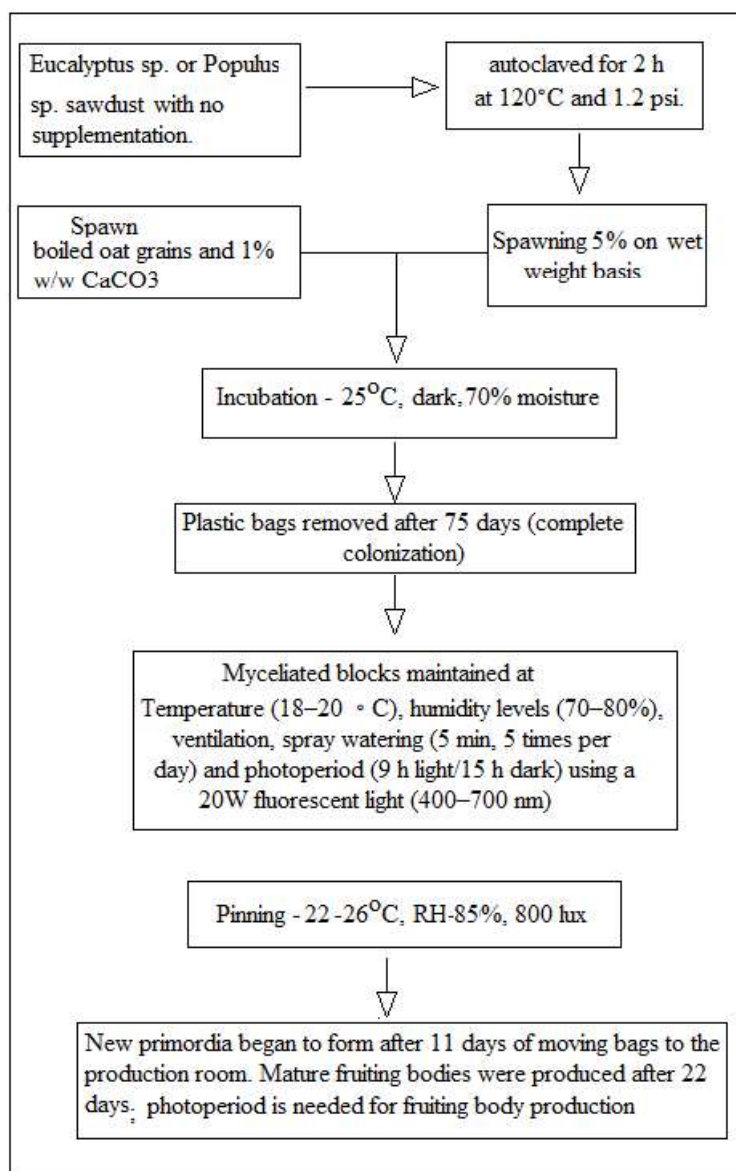 Eucalyptus sp. or Populus
sp. sawdust with no
supplementation.
autoclaved for 2 h
at 120°C and 1.2 psi.
Spawn
boiled oat grains and 1%
w/w CaCO3
Spawning 5% on wet
weight basis
Incubation - 25°C, dark,70% moisture
Plastic bags removed after 75 days (complete
colonization)
Myceliated blocks maintained at
Temperature (18–20 ° C), humidity levels (70–80%),
ventilation, spray watering (5 min, 5 times per
day) and photoperiod (9 h light/15 h dark) using a
20W fluorescent light (400–700 nm)
Pinning - 22 -26°C, RH-85%, 800 lux
New primordia began to form after 11 days of moving bags to the
production room. Mature fruiting bodies were produced after 22
days; photoperiod is needed for fruiting body production